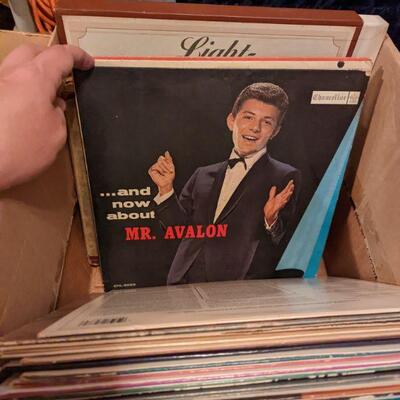 Light-
Chancellor
...and
now
about
MR. AVALON